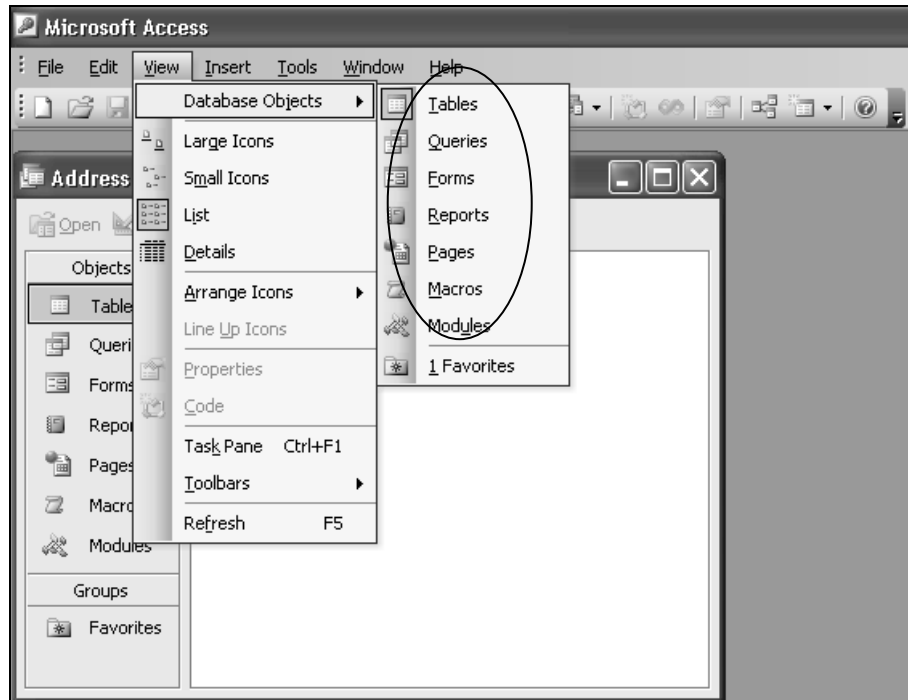 Microsoft Access
File Edit View Insert Tools Window Help
Database Objects
Large Icons
Small Icons
List
Details
Arrange Icons
Line Up Icons
Properties
Code
Task Pane Ctrl+F1
Toolbars
Refresh F5
Tables
Queries
Forms
Reports
Pages
Macros
Modules
1 Favorites
Address
Open
Objects
Table
Queri
Forms
Repo
Pages
Macro
Modules
Groups
Favorites